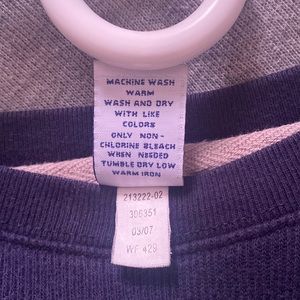 MACHINE WASH
WARM
WASH AND DRY
WITH LIKE
COLORS
ONLY NON-
CHLORINE BLEACH
WHEN NEEDED
TUMBLE DRY LOW
WARM IRON
213222-02
306351
03/07
WF 429